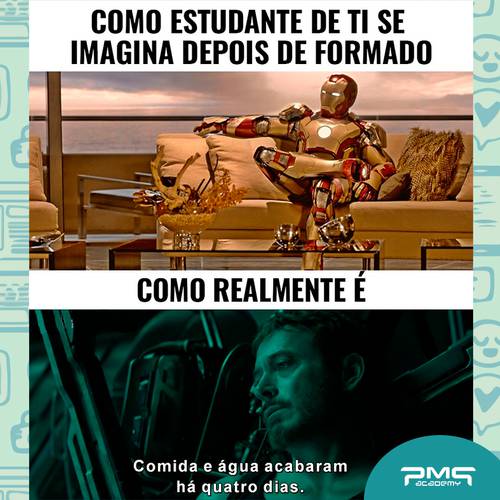 COMO ESTUDANTE DE TI SE
IMAGINA DEPOIS DE FORMADO
COMO REALMENTE É
Comida e água acabaram
há quatro dias.
PMG
academy